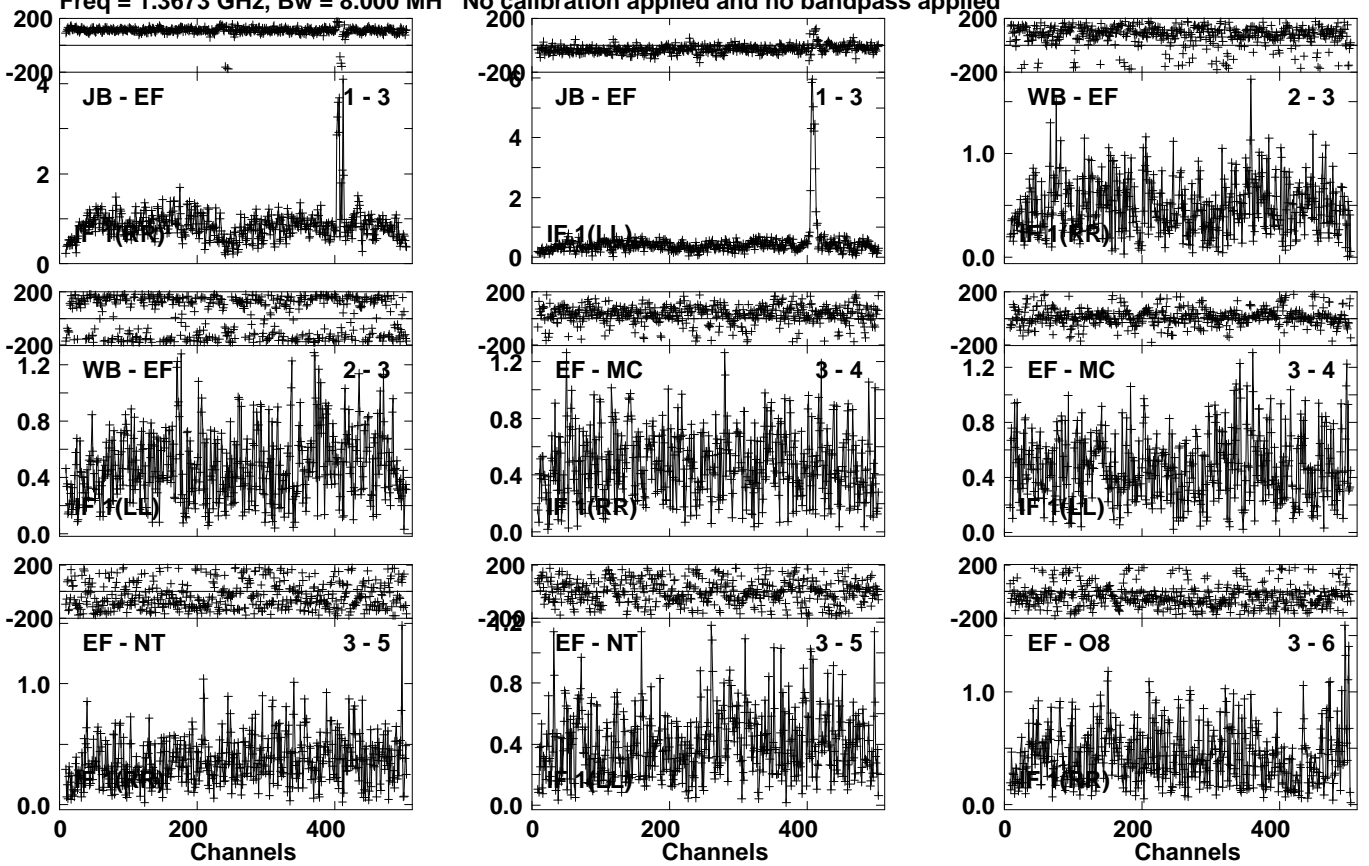 Freq = 1.3673 GHz, Bw = 8.000 MH No calibration applied and no bandpass applied
200
-200
4
2
0
JB - EF 1 - 3
IF 1(RR)
6
4
2
0
JB - EF 1 - 3
IF 1(LL)
200
-200
1.0
0.0
WB - EF 2 - 3
IF 1(RR)
200
-200
1.2
0.8
0.4
0.0
WB - EF 2 - 3
IF 1(LL)
200
-200
1.2
0.8
0.4
0.0
EF - MC 3 - 4
IF 1(RR)
200
-200
1.2
0.8
0.4
0.0
EF - MC 3 - 4
IF 1(LL)
200
-200
1.0
0.0
EF - NT 3 - 5
IF 1(RR)
0 200 400
Channels
200
-200
1.2
0.8
0.4
0.0
EF - NT 3 - 5
IF 1(LL)
0 200 400
Channels
200
-200
1.0
0.0
EF - O8 3 - 6
IF 1(RR)
0 200 400
Channels